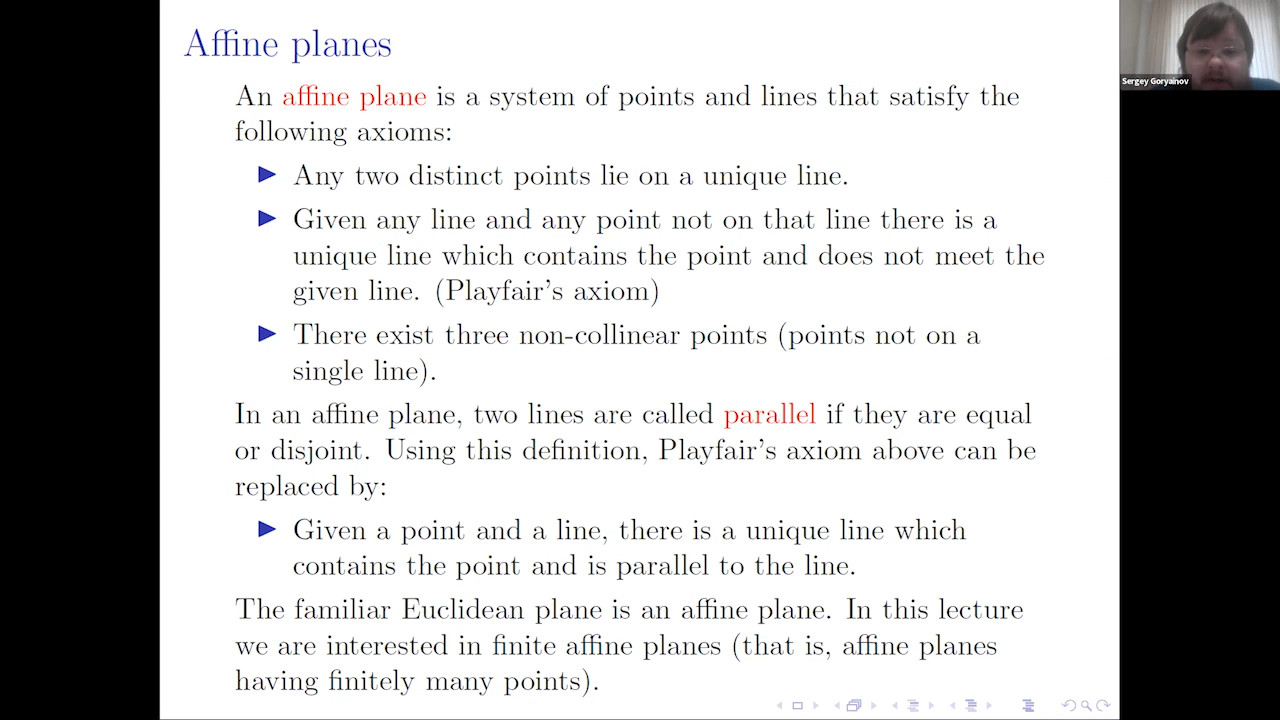 Affine planes
An affine plane is a system of points and lines that satisfy the
following axioms:
Any two distinct points lie on a unique line.
Given any line and any point not on that line there is a
unique line which contains the point and does not meet the
given line. (Playfair's axiom)
There exist three non-collinear points (points not on a
single line).
In an affine plane, two lines are called parallel if they are equal
or disjoint. Using this definition, Playfair's axiom above can be
replaced by:
Given a point and a line, there is a unique line which
contains the point and is parallel to the line.
The familiar Euclidean plane is an affine plane. In this lecture
we are interested in finite affine planes (that is, affine planes
having finitely many points).
Sergey Goryainov